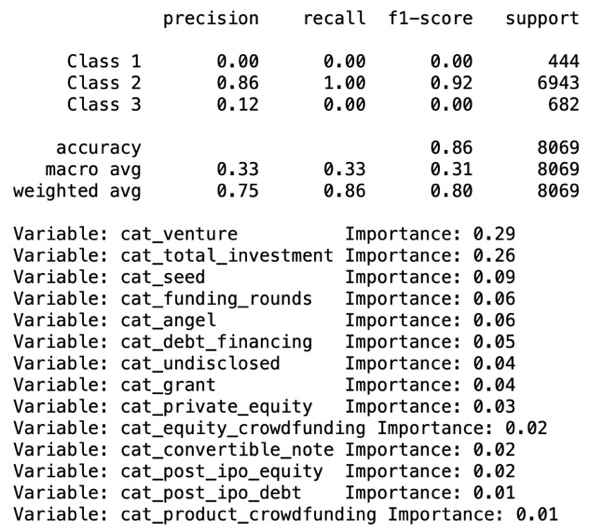 precision recall f1-score support
Class 1 0.00 0.00 0.00 444
Class 2 0.86 1.00 0.92 6943
Class 3 0.12 0.00 0.00 682
accuracy 0.86 8069
macro avg 0.33 0.33 0.31 8069
weighted avg 0.75 0.86 0.80 8069
Variable: cat_venture Importance: 0.29
Variable: cat_total_investment Importance: 0.26
Variable: cat_seed Importance: 0.09
Variable: cat_funding_rounds Importance: 0.06
Variable: cat_angel Importance: 0.06
Variable: cat_debt_financing Importance: 0.05
Variable: cat_undisclosed Importance: 0.04
Variable: cat_grant Importance: 0.04
Variable: cat_private_equity Importance: 0.03
Variable: cat_equity_crowdfunding Importance: 0.02
Variable: cat_convertible_note Importance: 0.02
Variable: cat_post_ipo_equity Importance: 0.02
Variable: cat_post_ipo_debt Importance: 0.01
Variable: cat_product_crowdfunding Importance: 0.01